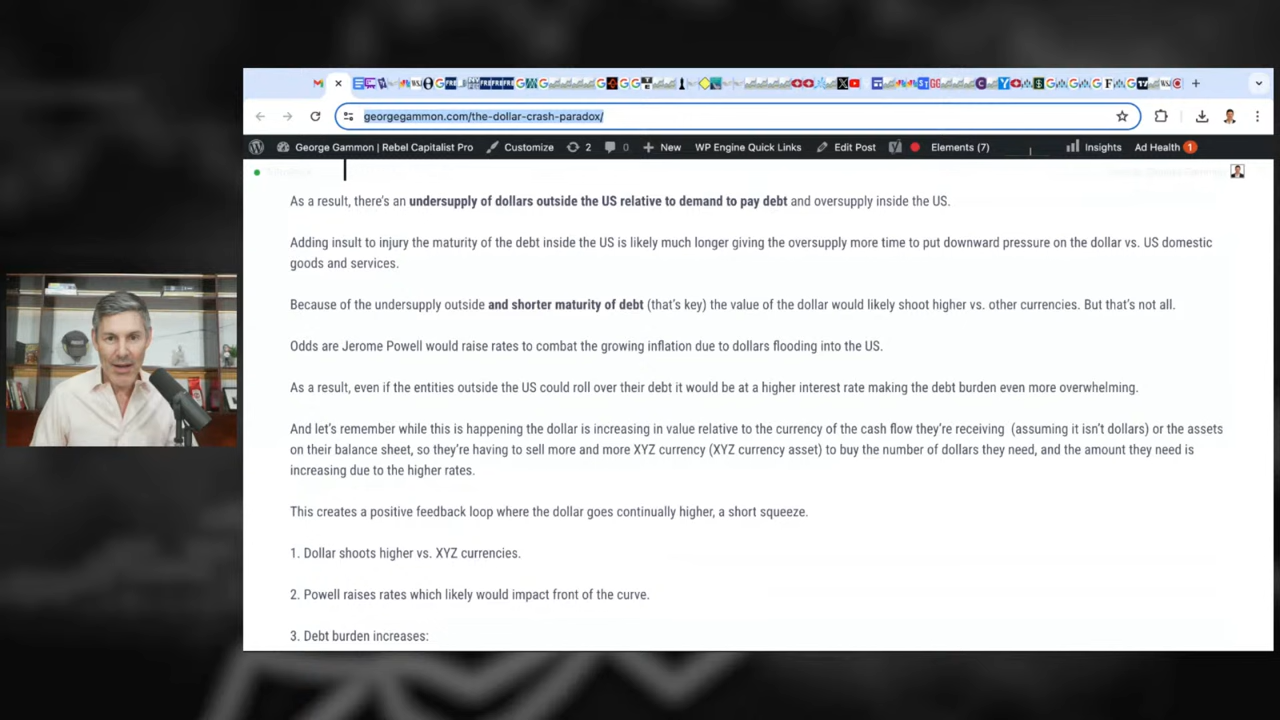 georgegammon.com/the-dollar-crash-paradox/
George Gammon | Rebel Capitalist Pro Customize 2 0 New WP Engine Quick Links Edit Post Elements (7) Insights Ad Health 1
As a result, there's an undersupply of dollars outside the US relative to demand to pay debt and oversupply inside the US.
Adding insult to injury the maturity of the debt inside the US is likely much longer giving the oversupply more time to put downward pressure on the dollar vs. US domestic
goods and services.
Because of the undersupply outside and shorter maturity of debt (that's key) the value of the dollar would likely shoot higher vs. other currencies. But that's not all.
Odds are Jerome Powell would raise rates to combat the growing inflation due to dollars flooding into the US.
As a result, even if the entities outside the US could roll over their debt it would be at a higher interest rate making the debt burden even more overwhelming.
And let's remember while this is happening the dollar is increasing in value relative to the currency of the cash flow they're receiving (assuming it isn't dollars) or the assets
on their balance sheet, so they're having to sell more and more XYZ currency (XYZ currency asset) to buy the number of dollars they need, and the amount they need is
increasing due to the higher rates.
This creates a positive feedback loop where the dollar goes continually higher, a short squeeze.
1. Dollar shoots higher vs. XYZ currencies.
2. Powell raises rates which likely would impact front of the curve.
3. Debt burden increases: